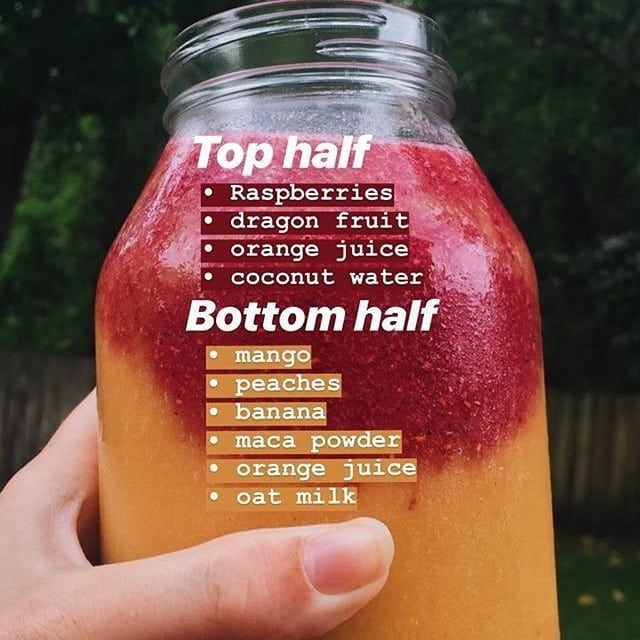 Top half
• Raspberries
• dragon fruit
• orange juice
• coconut water
Bottom half
• mango
• peaches
• banana
• maca powder
• orange juice
• oat milk